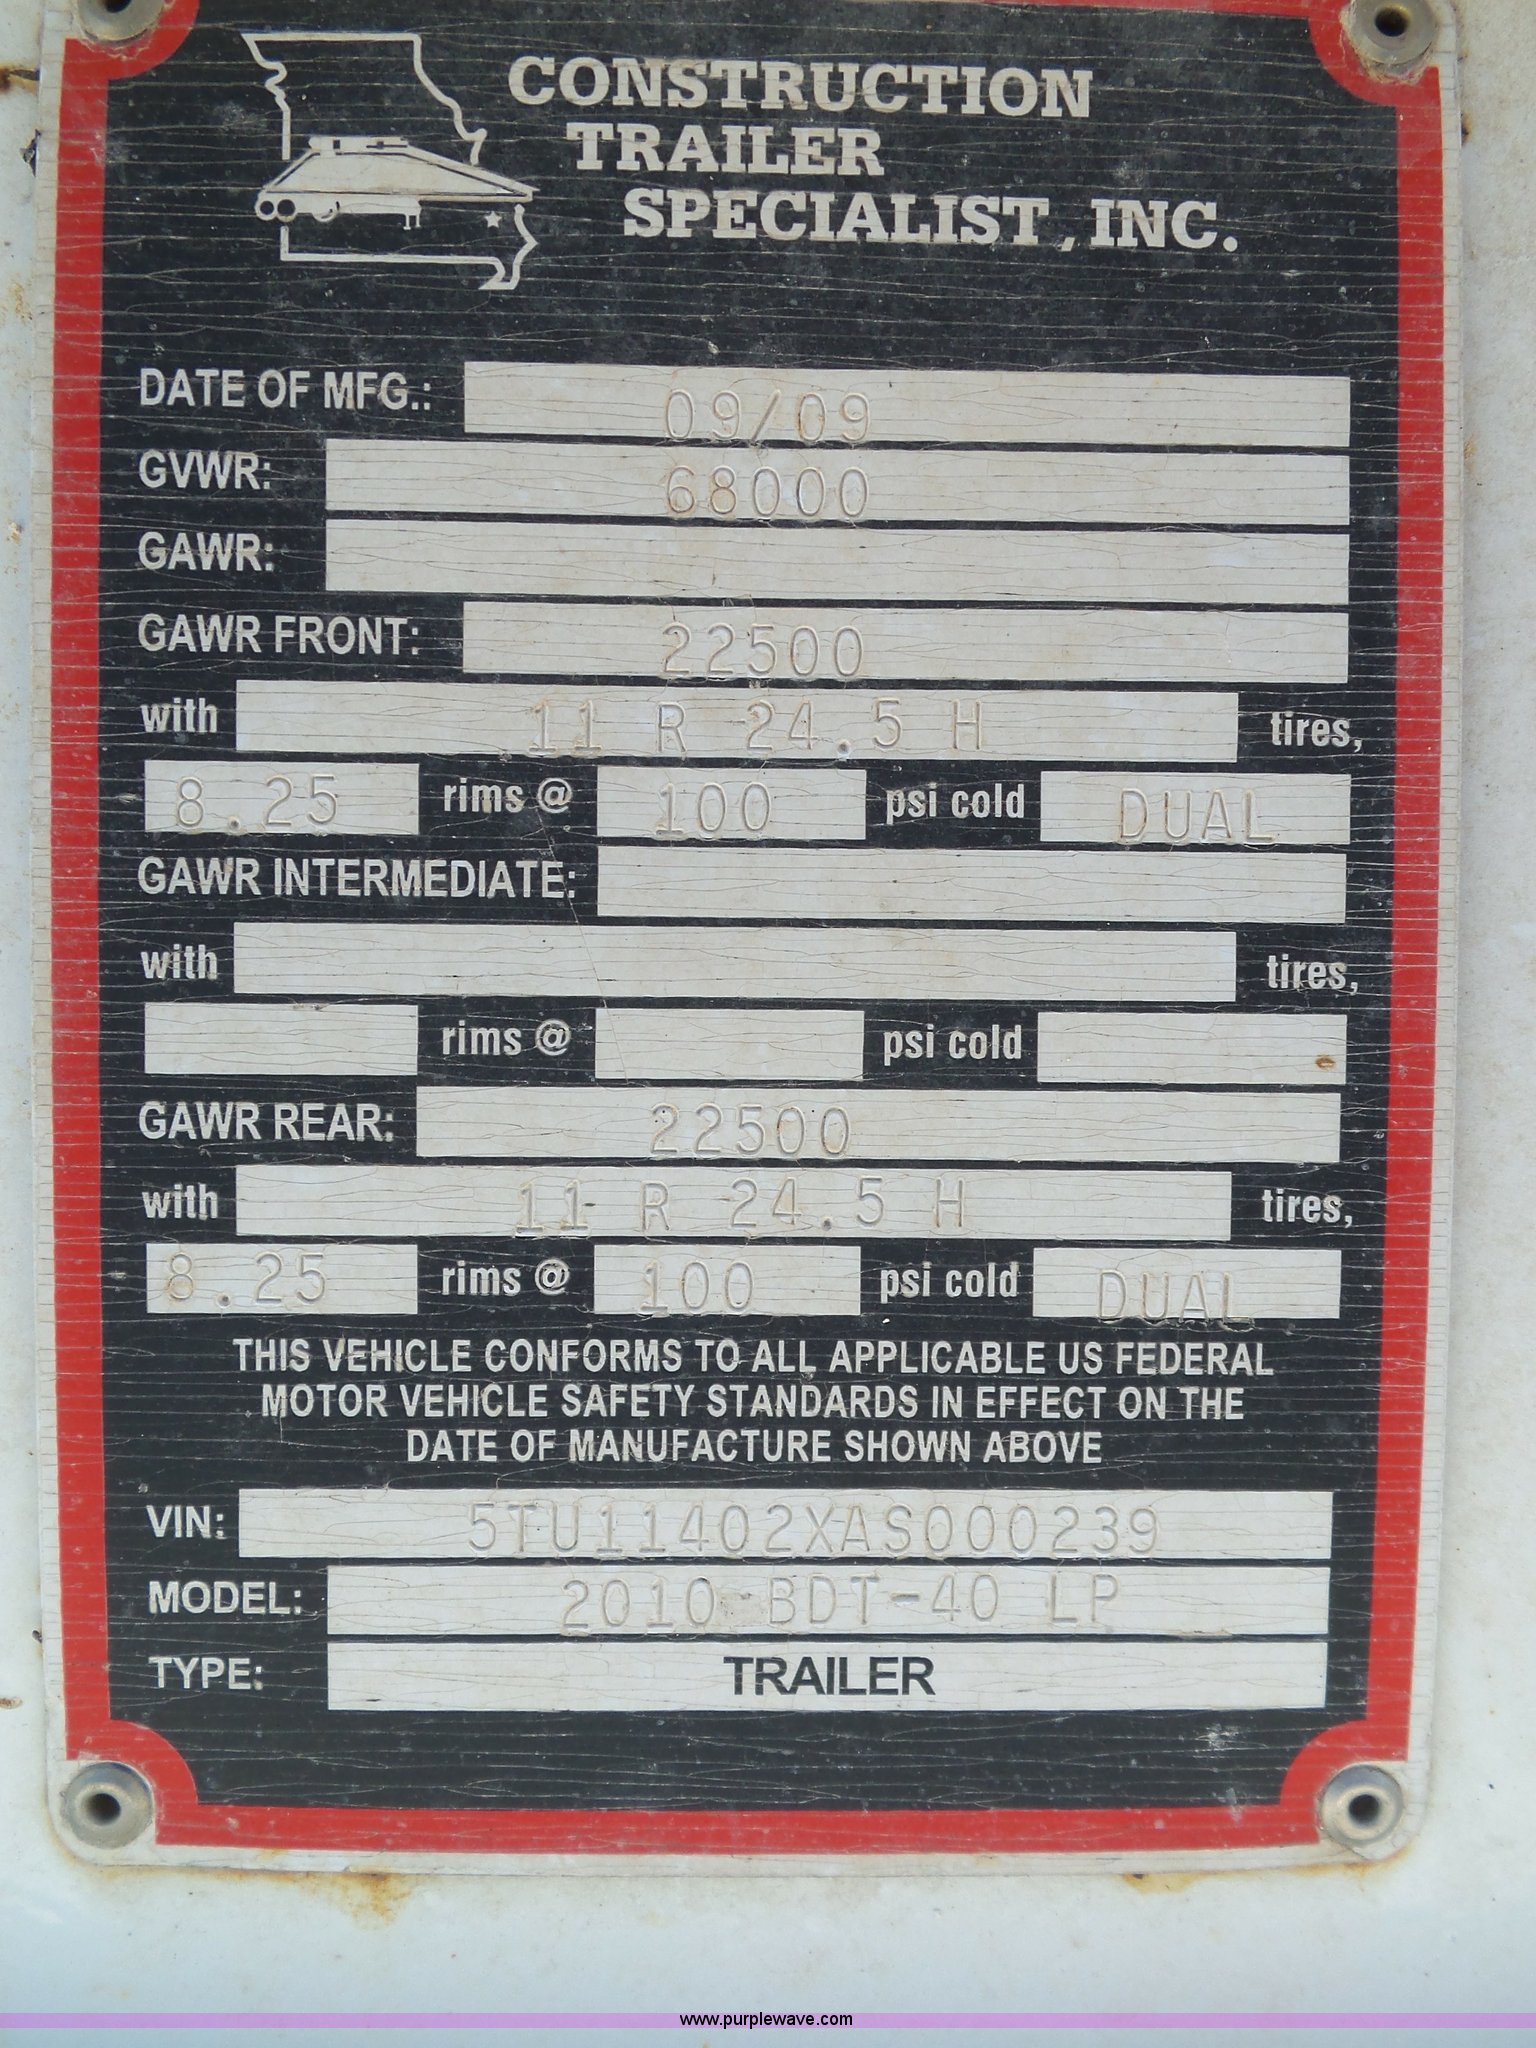 CONSTRUCTION
TRAILER
SPECIALIST, INC.
DATE OF MFG.: 09/09
GVWR: 68000
GAWR:
GAWR FRONT: 22500
with 11 R 24.5 H tires,
8.25 rims @ 100 psi cold DUAL
GAWR INTERMEDIATE:
with tires,
rims @ psi cold
GAWR REAR: 22500
with 11 R 24.5 H tires,
8.25 rims @ 100 psi cold DUAL
THIS VEHICLE CONFORMS TO ALL APPLICABLE US FEDERAL
MOTOR VEHICLE SAFETY STANDARDS IN EFFECT ON THE
DATE OF MANUFACTURE SHOWN ABOVE
VIN: 5TU11402XAS000239
MODEL: 2010 BDT-40 LP
TYPE: TRAILER
www.purplewave.com